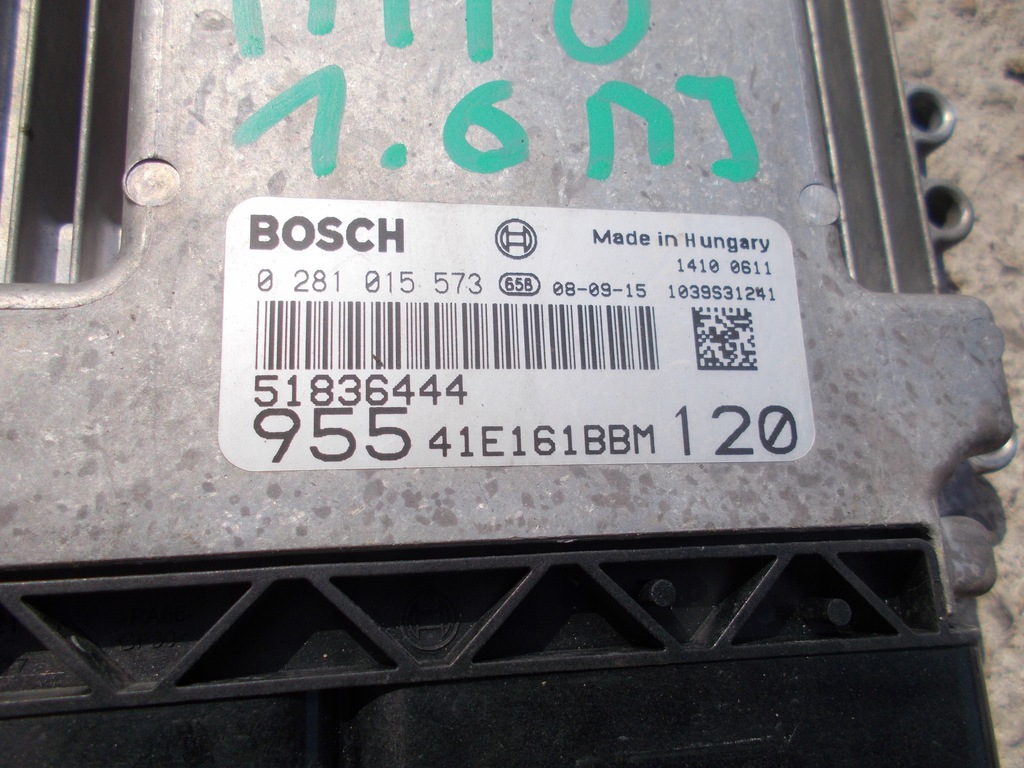 1.6 MJ
BOSCH
Made in Hungary
1410 0611
0 281 015 573 656 08-09-15 1039S31241
51836444
955 41E161BBM 120